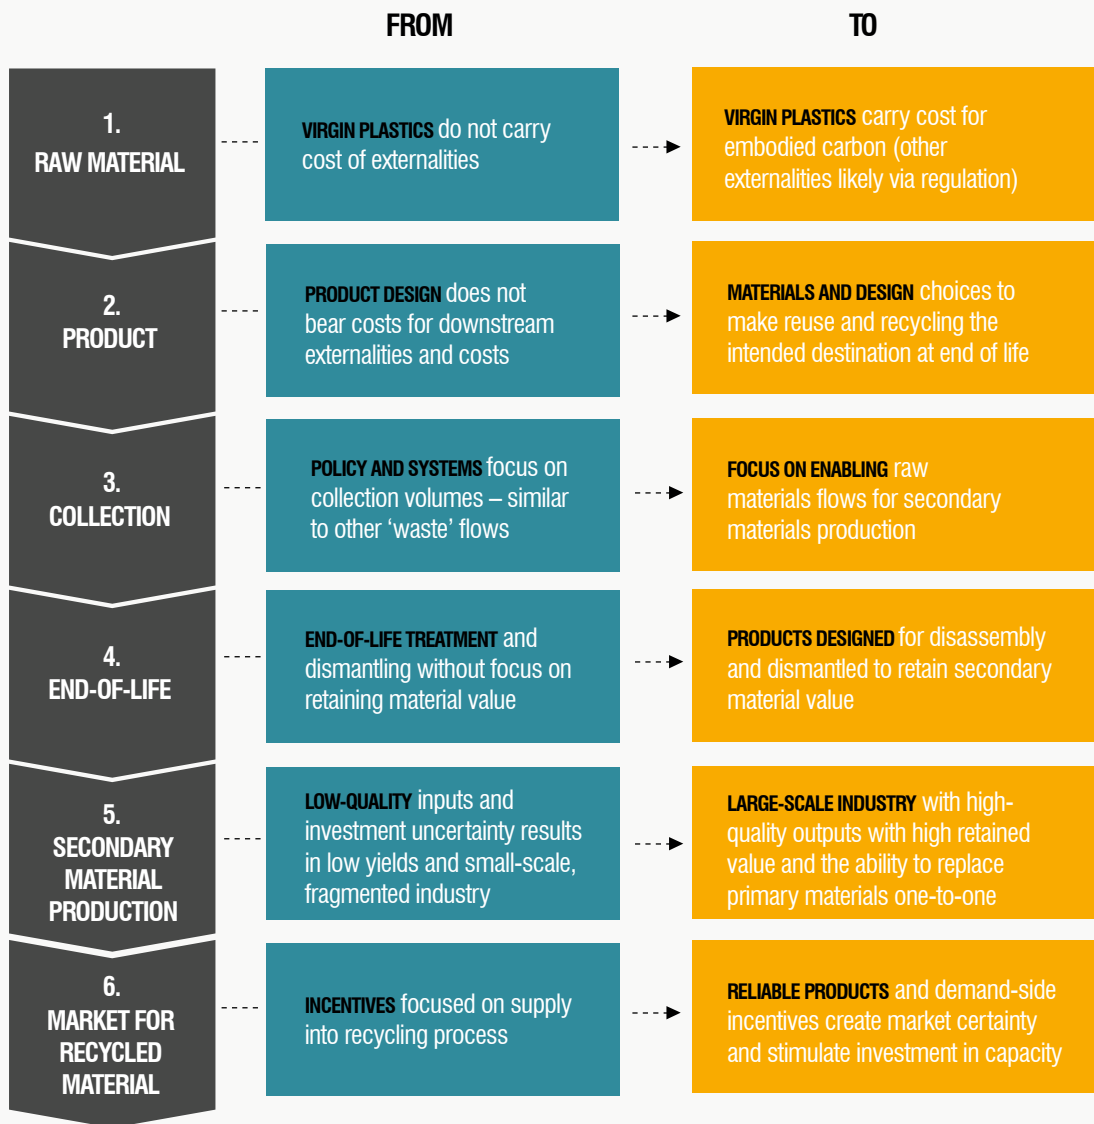 FROM
TO
1.
RAW MATERIAL
VIRGIN PLASTICS do not carry
cost of externalities
VIRGIN PLASTICS carry cost for
embodied carbon (other
externalities likely via regulation)
2.
PRODUCT
PRODUCT DESIGN does not
bear costs for downstream
externalities and costs
MATERIALS AND DESIGN choices to
make reuse and recycling the
intended destination at end of life
3.
COLLECTION
POLICY AND SYSTEMS focus on
collection volumes – similar
to other ‘waste’ flows
FOCUS ON ENABLING raw
materials flows for secondary
materials production
4.
END-OF-LIFE
END-OF-LIFE TREATMENT and
dismantling without focus on
retaining material value
PRODUCTS DESIGNED for disassembly
and dismantled to retain secondary
material value
5.
SECONDARY
MATERIAL
PRODUCTION
LOW-QUALITY inputs and
investment uncertainty results
in low yields and small-scale,
fragmented industry
LARGE-SCALE INDUSTRY with high-
quality outputs with high retained
value and the ability to replace
primary materials one-to-one
6.
MARKET FOR
RECYCLED
MATERIAL
INCENTIVES focused on supply
into recycling process
RELIABLE PRODUCTS and demand-side
incentives create market certainty
and stimulate investment in capacity